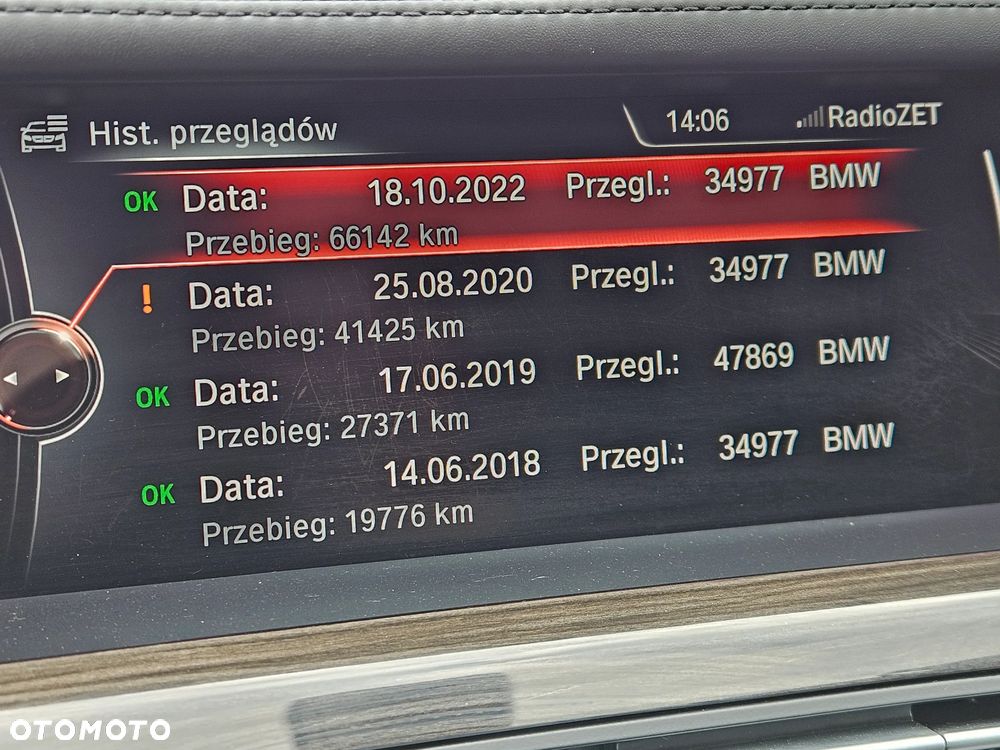 Hist. przeglądów 14:06 RadioZET
OK Data: 18.10.2022 Przegl.: 34977 BMW
Przebieg: 66142 km
! Data: 25.08.2020 Przegl.: 34977 BMW
Przebieg: 41425 km
OK Data: 17.06.2019 Przegl.: 47869 BMW
Przebieg: 27371 km
OK Data: 14.06.2018 Przegl.: 34977 BMW
Przebieg: 19776 km
OTOMOTO